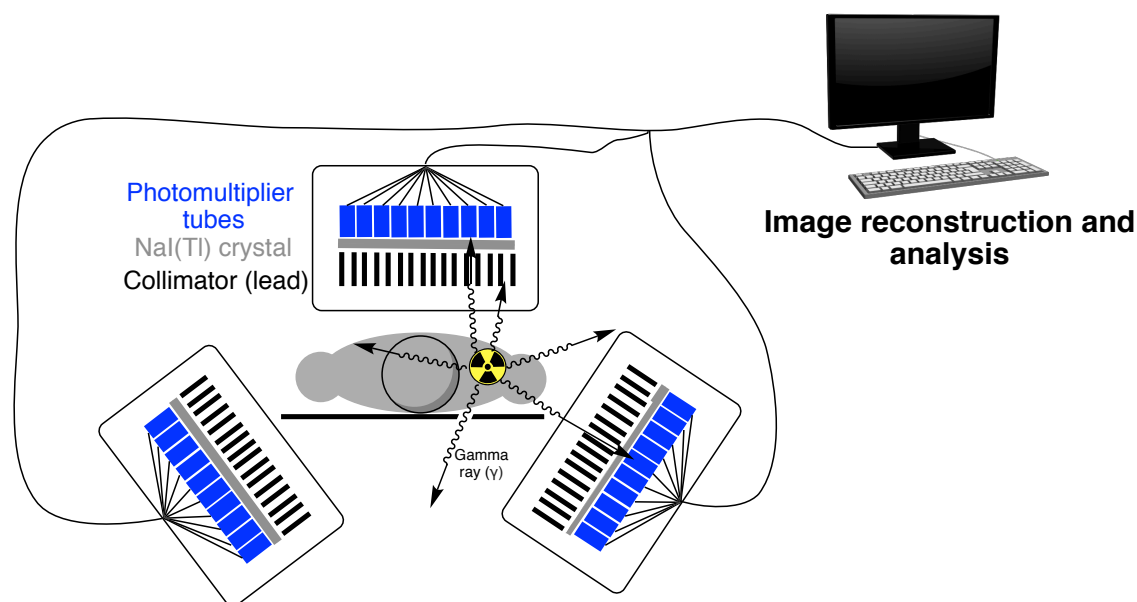 Photomultiplier
tubes
NaI(Tl) crystal
Collimator (lead)
Image reconstruction and
analysis
Gamma
ray (γ)